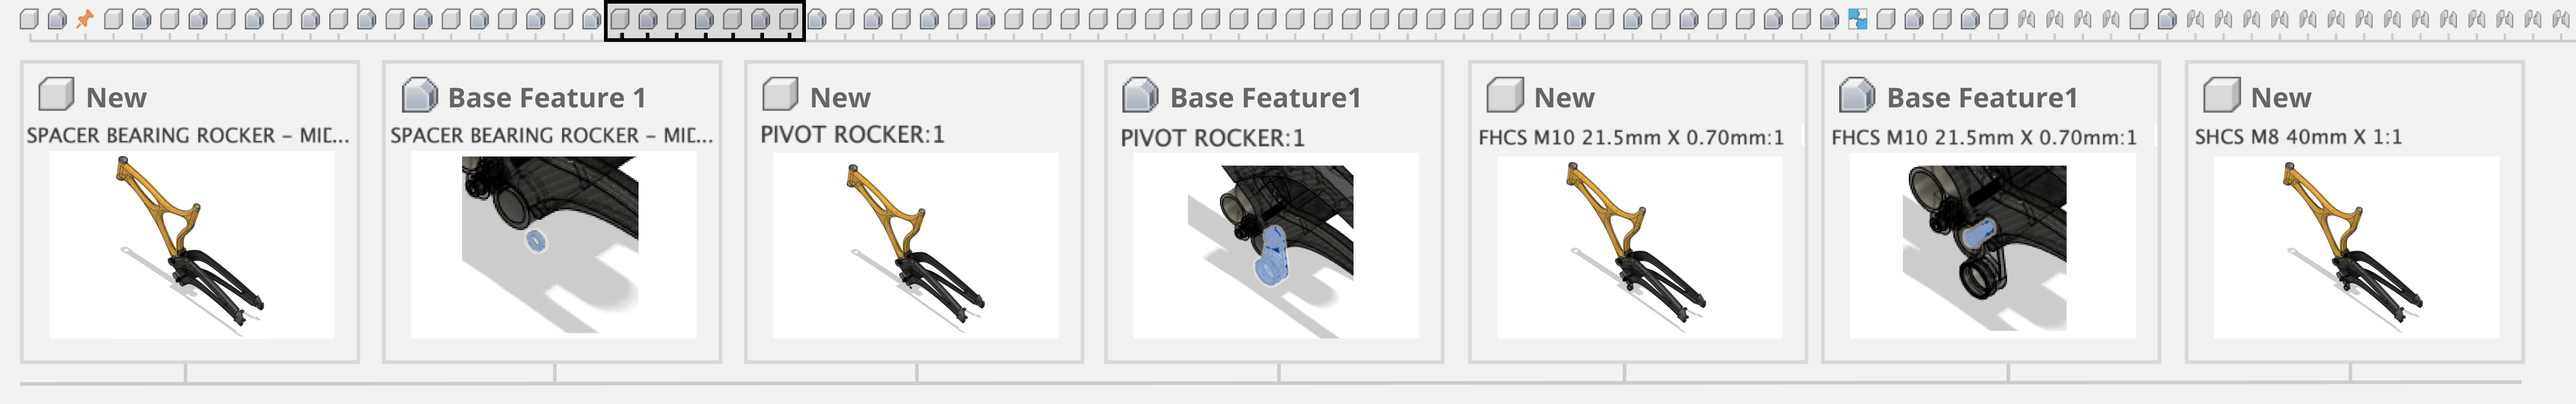 New
SPACER BEARING ROCKER – MID...
Base Feature 1
SPACER BEARING ROCKER – MID...
New
PIVOT ROCKER:1
Base Feature1
PIVOT ROCKER:1
New
FHCS M10 21.5mm X 0.70mm:1
Base Feature1
FHCS M10 21.5mm X 0.70mm:1
New
SHCS M8 40mm X 1:1